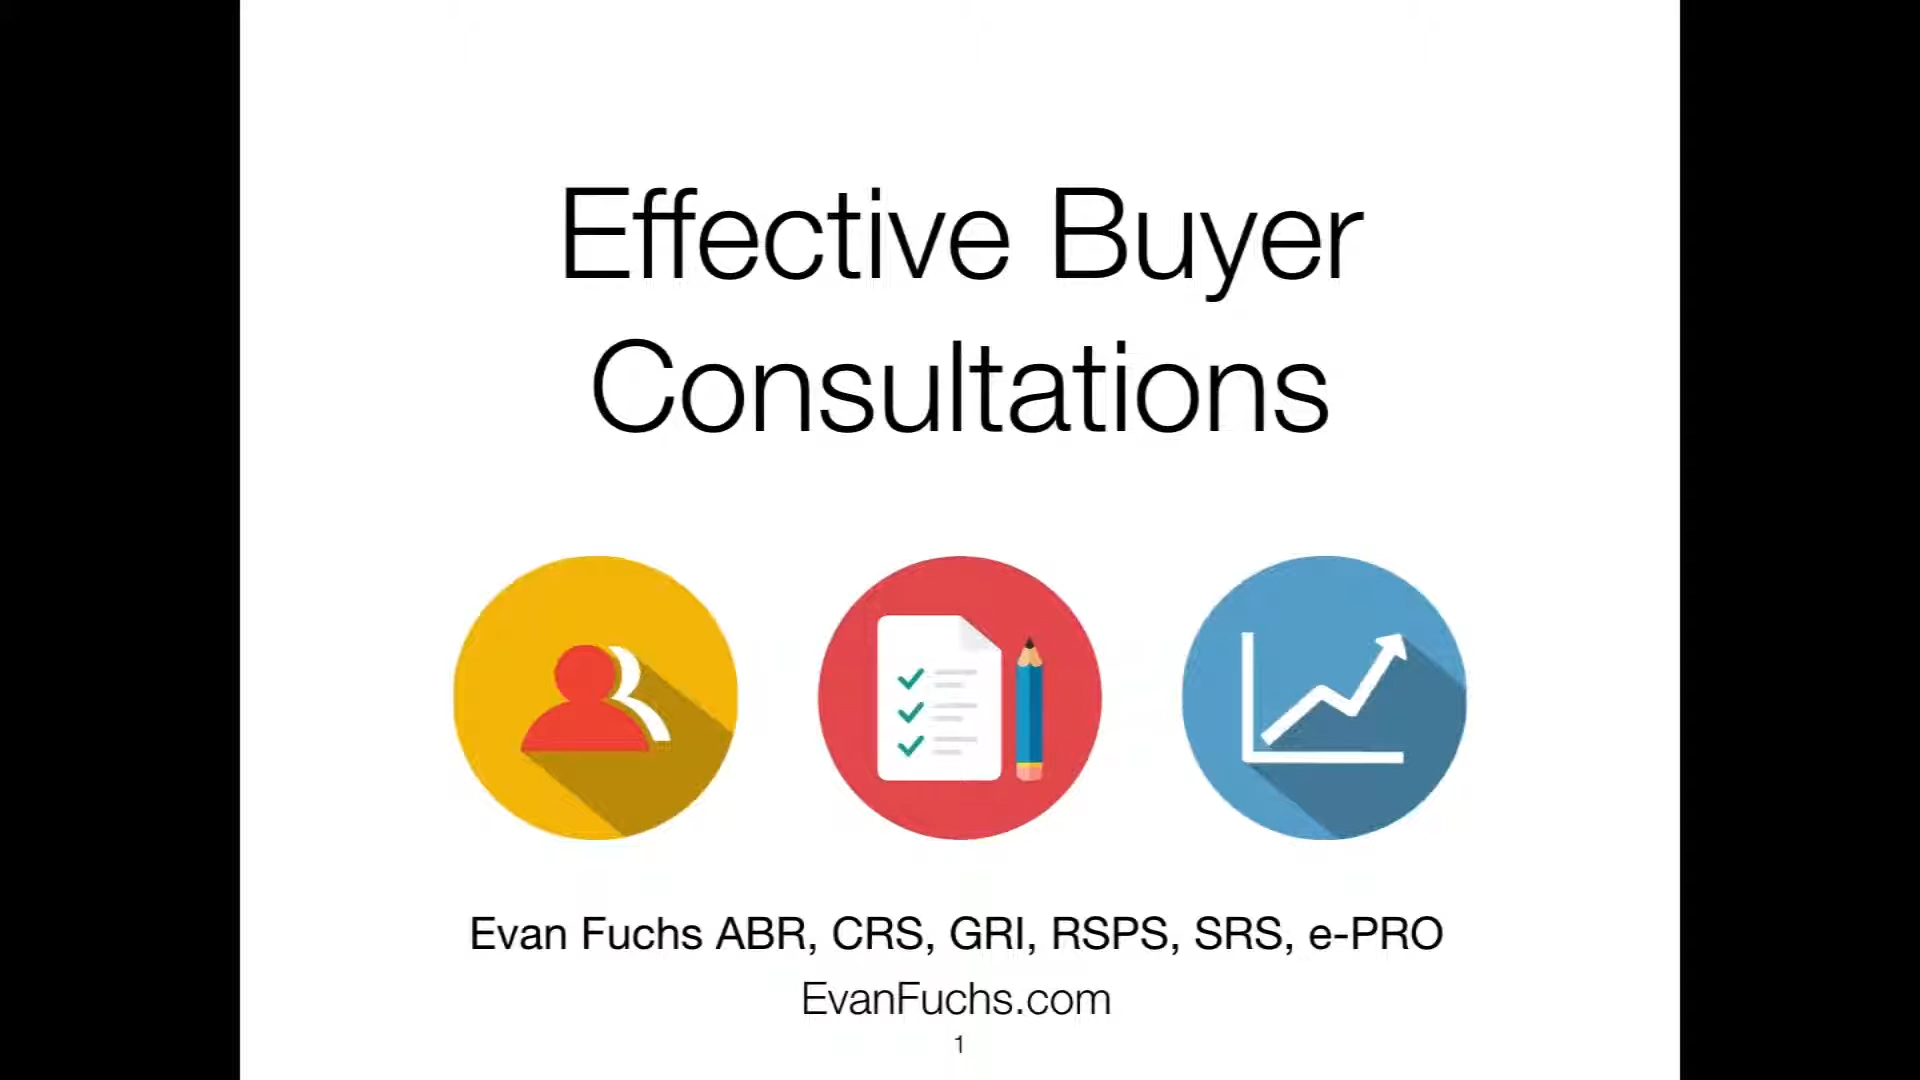 Effective Buyer
Consultations
Evan Fuchs ABR, CRS, GRI, RSPS, SRS, e-PRO
EvanFuchs.com
1